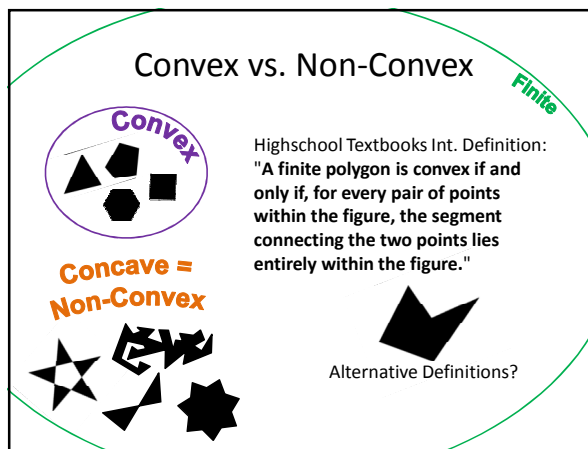 Convex vs. Non-Convex
Finite
Convex
Highschool Textbooks Int. Definition:
"A finite polygon is convex if and
only if, for every pair of points
within the figure, the segment
connecting the two points lies
entirely within the figure."
Concave =
Non-Convex
Alternative Definitions?